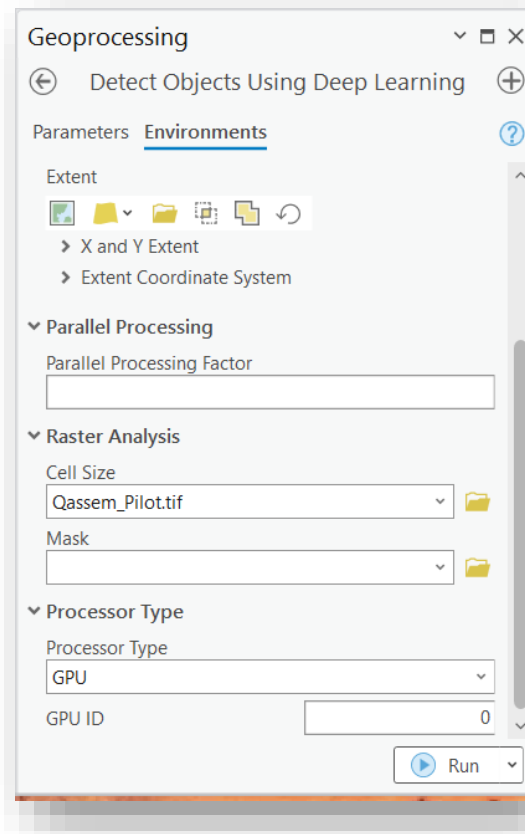 Geoprocessing
Detect Objects Using Deep Learning
Parameters Environments
Extent
X and Y Extent
Extent Coordinate System
Parallel Processing
Parallel Processing Factor
Raster Analysis
Cell Size
Qassem_Pilot.tif
Mask
Processor Type
Processor Type
GPU
GPU ID 0
Run